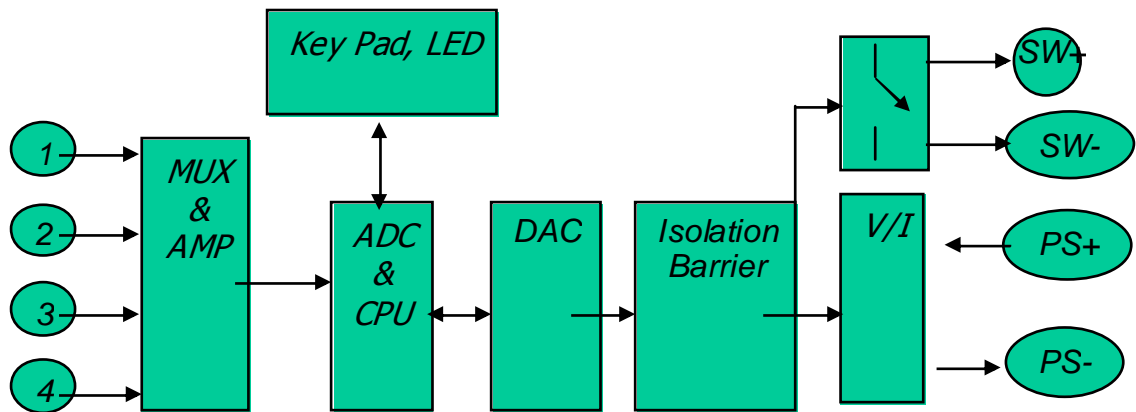 Key Pad, LED
SW+
SW-
1
2
3
4
MUX
&
AMP
ADC
&
CPU
DAC
Isolation
Barrier
V/I
PS+
PS-